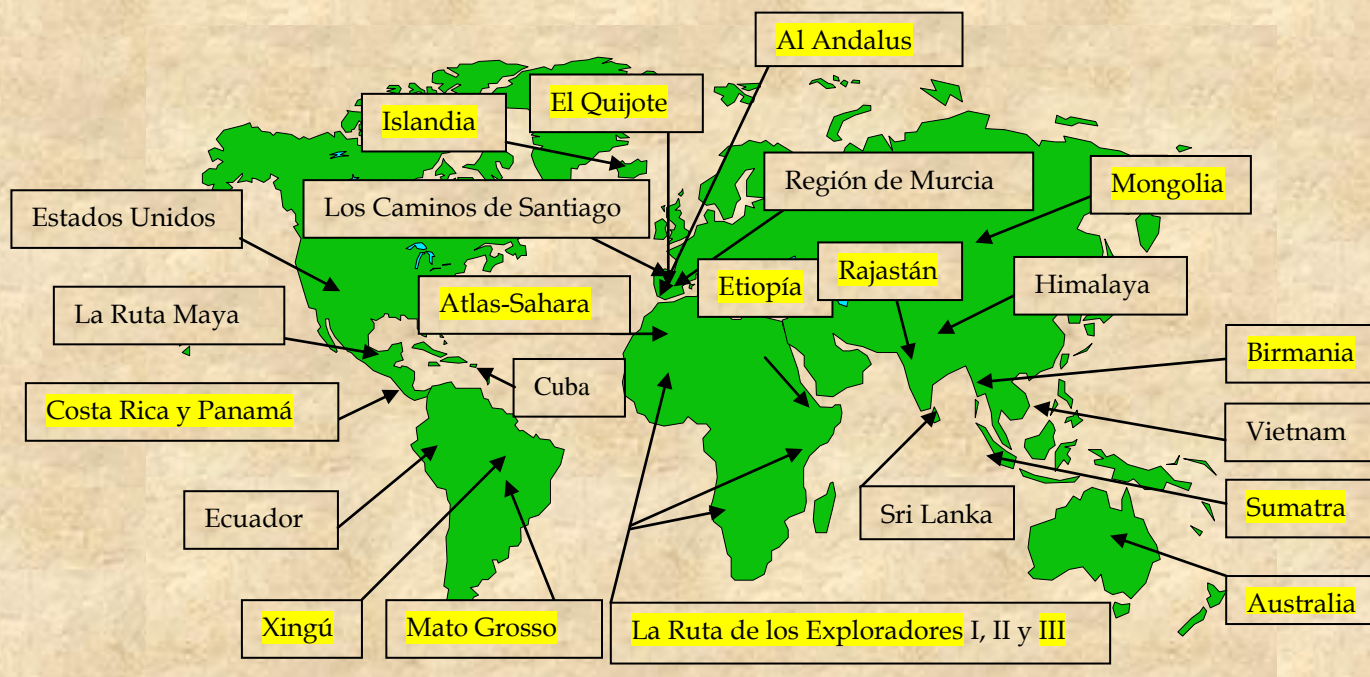 Al Andalus
El Quijote
Islandia
Región de Murcia
Mongolia
Los Caminos de Santiago
Estados Unidos
Rajastán
Etiopía
Himalaya
Atlas-Sahara
La Ruta Maya
Birmania
Cuba
Costa Rica y Panamá
Vietnam
Sumatra
Ecuador
Sri Lanka
Australia
Xingú
Mato Grosso
La Ruta de los Exploradores I, II y III